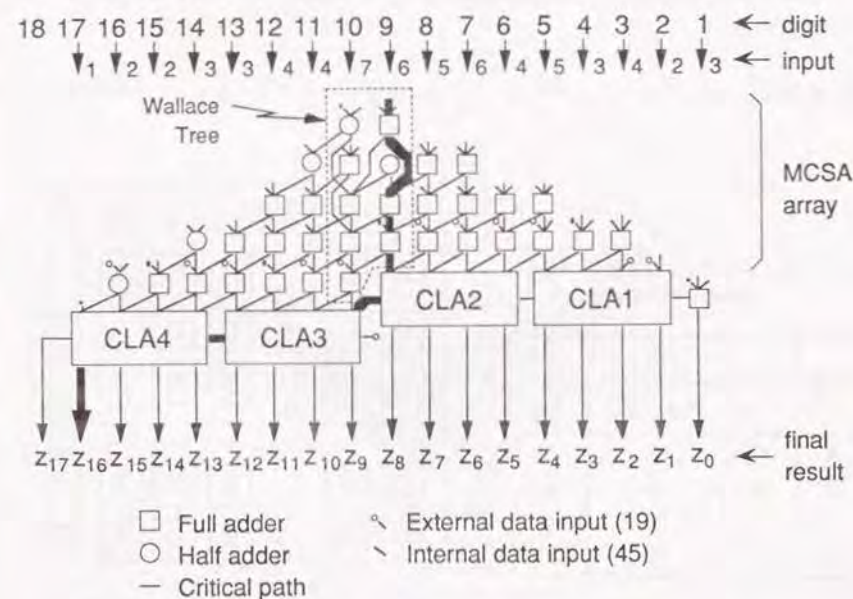 18 17 16 15 14 13 12 11 10 9 8 7 6 5 4 3 2 1 ← digit
1 2 2 3 3 4 4 7 6 5 6 4 5 3 4 2 3 ← input
Wallace
Tree
MCSA
array
CLA2 CLA1
CLA4 CLA3
Z17 Z16 Z15 Z14 Z13 Z12 Z11 Z10 Z9 Z8 Z7 Z6 Z5 Z4 Z3 Z2 Z1 Z0 ← final
result
Full adder
External data input (19)
Half adder
Internal data input (45)
Critical path